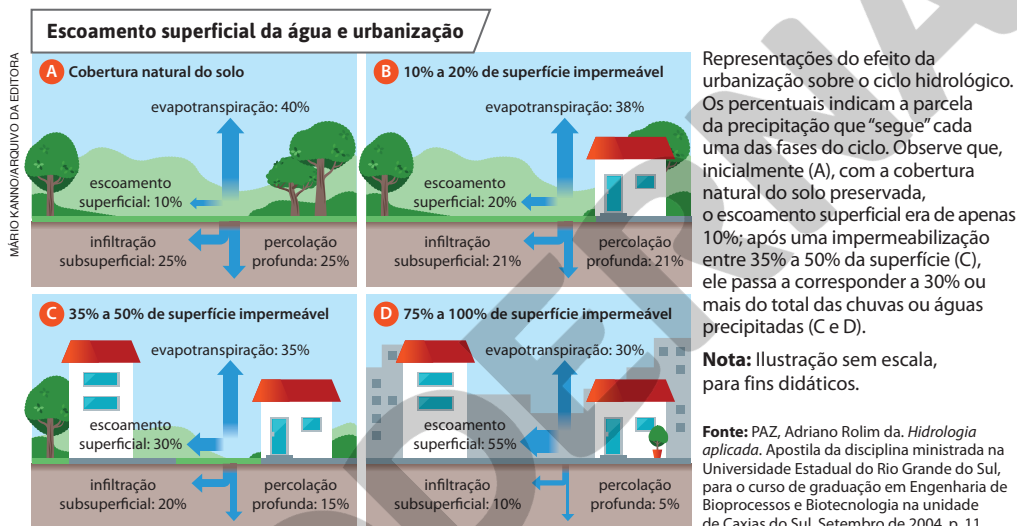 Escoamento superficial da água e urbanização
MÁRIO KANNO/ARQUIVO DA EDITORA
A Cobertura natural do solo
evapotranspiração: 40%
escoamento
superficial: 10%
infiltração
subsuperficial: 25%
percolação
profunda: 25%
B 10% a 20% de superfície impermeável
evapotranspiração: 38%
escoamento
superficial: 20%
infiltração
subsuperficial: 21%
percolação
profunda: 21%
C 35% a 50% de superfície impermeável
evapotranspiração: 35%
escoamento
superficial: 30%
infiltração
subsuperficial: 20%
percolação
profunda: 15%
D 75% a 100% de superfície impermeável
evapotranspiração: 30%
escoamento
superficial: 55%
infiltração
subsuperficial: 10%
percolação
profunda: 5%
Representações do efeito da
urbanização sobre o ciclo hidrológico.
Os percentuais indicam a parcela
da precipitação que “segue” cada
uma das fases do ciclo. Observe que,
inicialmente (A), com a cobertura
natural do solo preservada,
o escoamento superficial era de apenas
10%; após uma impermeabilização
entre 35% a 50% da superfície (C),
ele passa a corresponder a 30% ou
mais do total das chuvas ou águas
precipitadas (C e D).
Nota: Ilustração sem escala,
para fins didáticos.
Fonte: PAZ, Adriano Rolim da. Hidrologia
aplicada. Apostila da disciplina ministrada na
Universidade Estadual do Rio Grande do Sul,
para o curso de graduação em Engenharia de
Bioprocessos e Biotecnologia na unidade
de Caxias do Sul. Setembro de 2004. p. 11.